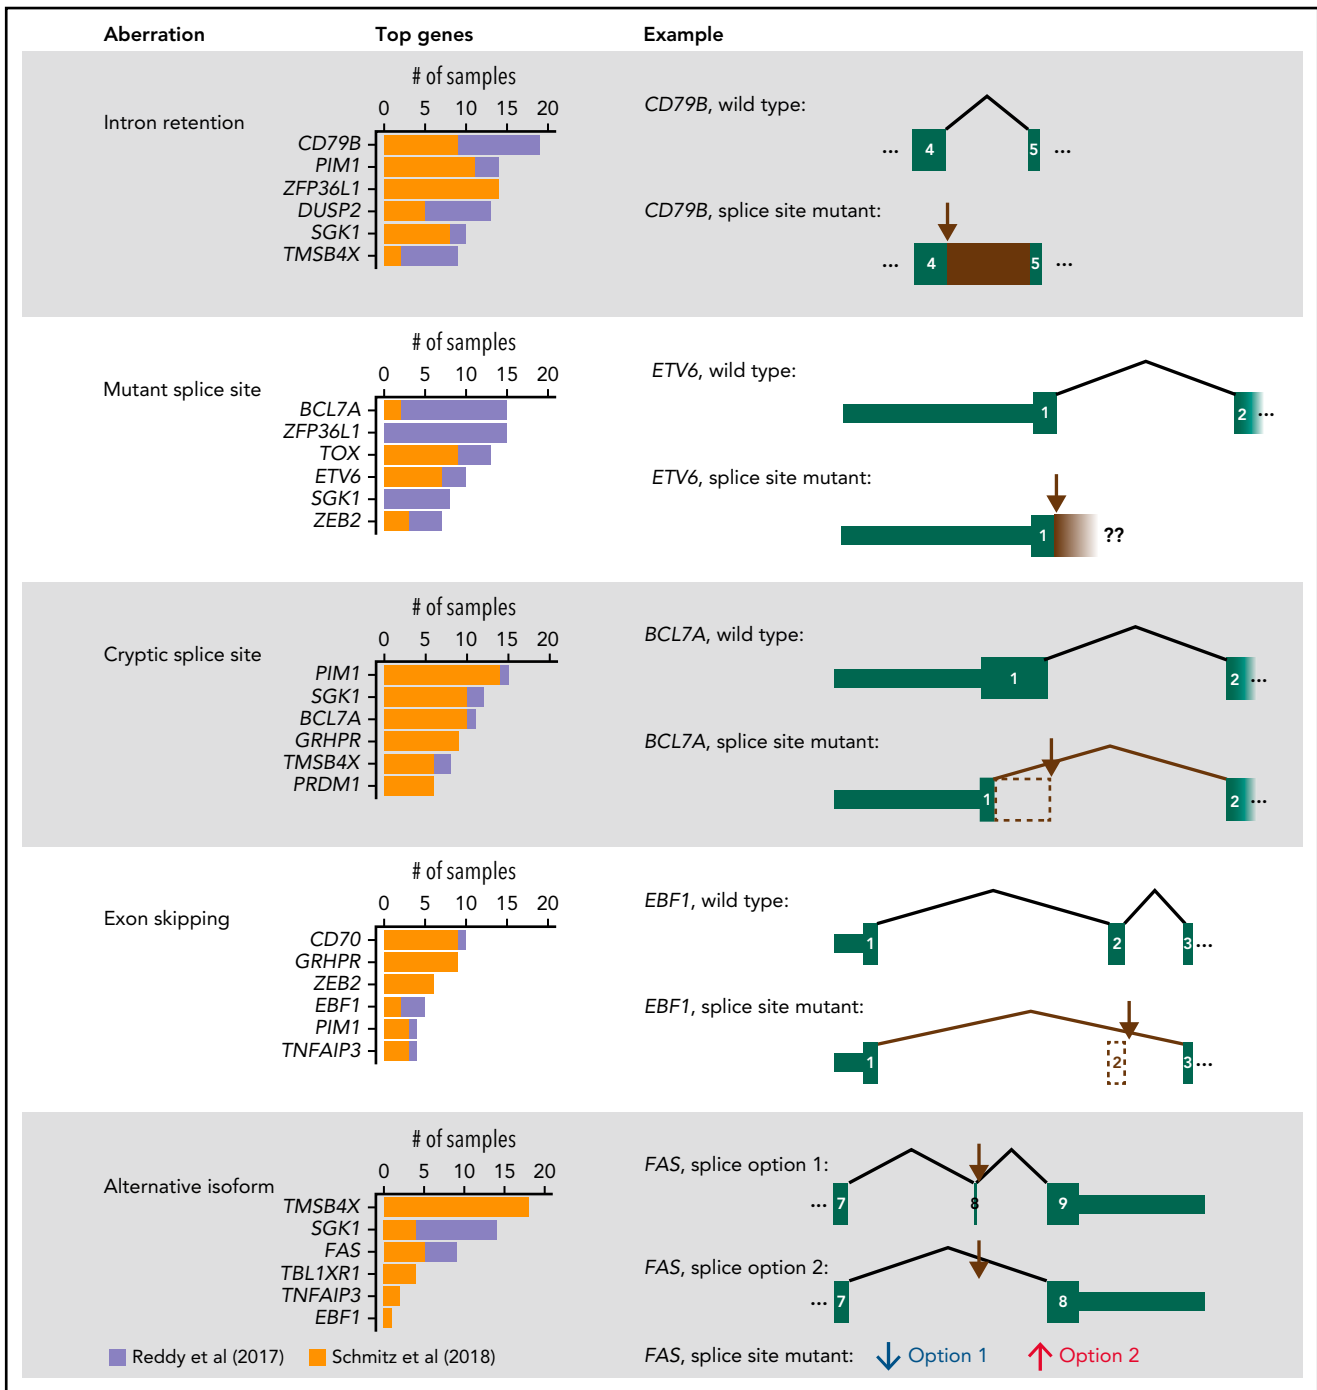 Aberration Top genes Example
Intron retention
# of samples
0 5 10 15 20
CD79B
PIM1
ZFP36L1
DUSP2
SGK1
TMSB4X
CD79B, wild type:
... 4 5 ...
CD79B, splice site mutant:
... 4 5 ...
Mutant splice site
# of samples
0 5 10 15 20
BCL7A
ZFP36L1
TOX
ETV6
SGK1
ZEB2
ETV6, wild type:
1 2 ...
ETV6, splice site mutant:
1 ??
Cryptic splice site
# of samples
0 5 10 15 20
PIM1
SGK1
BCL7A
GRHPR
TMSB4X
PRDM1
BCL7A, wild type:
1 2 ...
BCL7A, splice site mutant:
1 2 ...
Exon skipping
# of samples
0 5 10 15 20
CD70
GRHPR
ZEB2
EBF1
PIM1
TNFAIP3
EBF1, wild type:
1 2 3 ...
EBF1, splice site mutant:
1 2 3 ...
Alternative isoform
# of samples
0 5 10 15 20
TMSB4X
SGK1
FAS
TBL1XR1
TNFAIP3
EBF1
FAS, splice option 1:
... 7 8 9
FAS, splice option 2:
... 7 8
Reddy et al (2017) Schmitz et al (2018)
FAS, splice site mutant: Option 1 Option 2